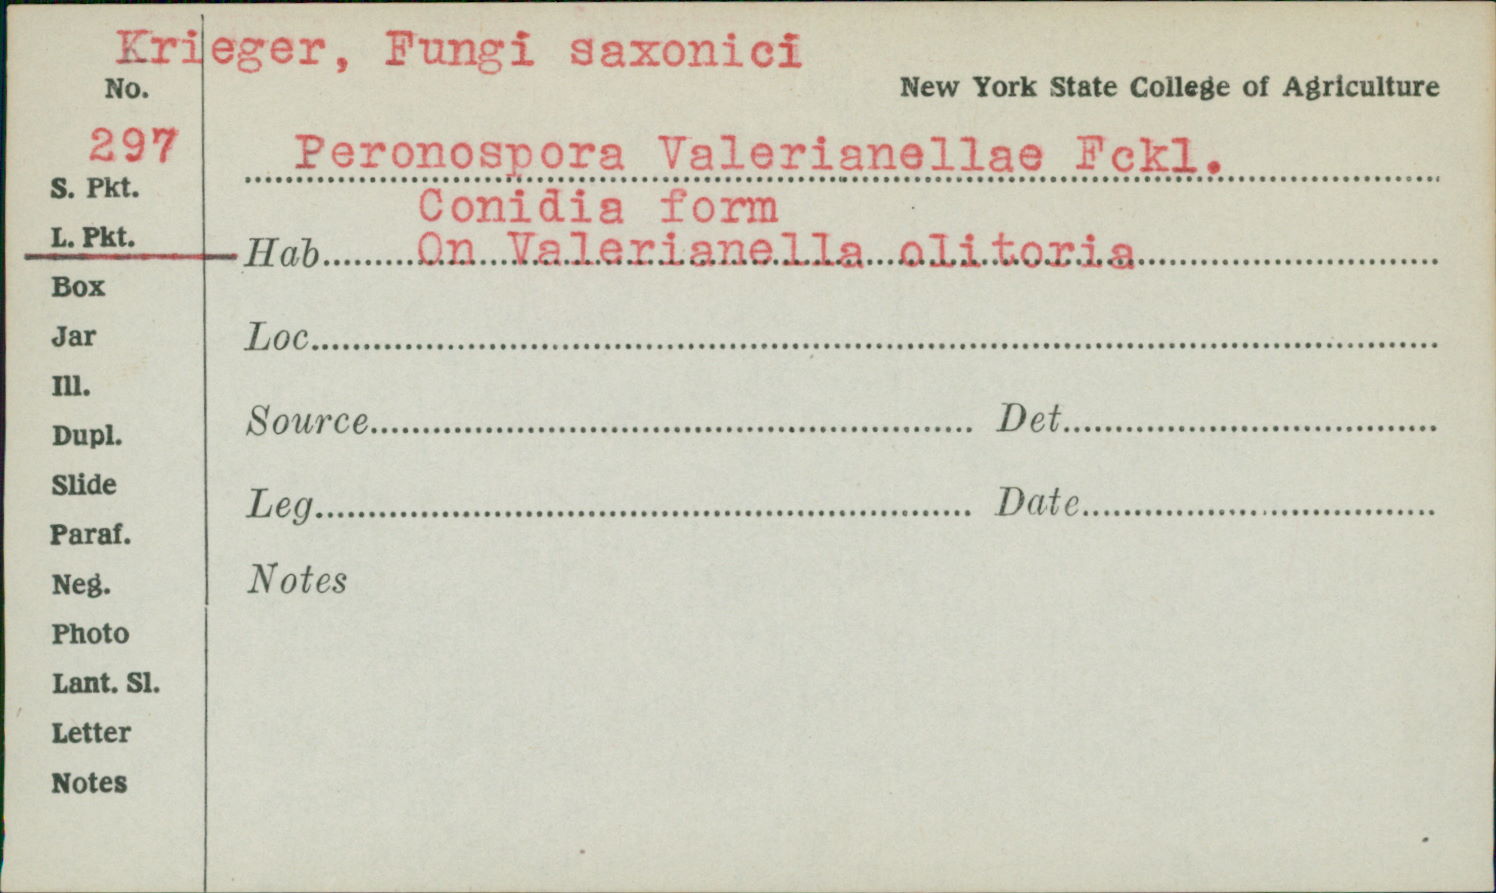 Krieger, Fungi saxonici
No.
New York State College of Agriculture
297
Peronospora Valerianellae Fckl.
S. Pkt.
Conidia form
L. Pkt.
Hab. On Valerianella olitoria
Box
Jar
Loc.
Ill.
Source Det.
Dupl.
Slide
Leg. Date
Paraf.
Neg.
Notes
Photo
Lant. Sl.
Letter
Notes